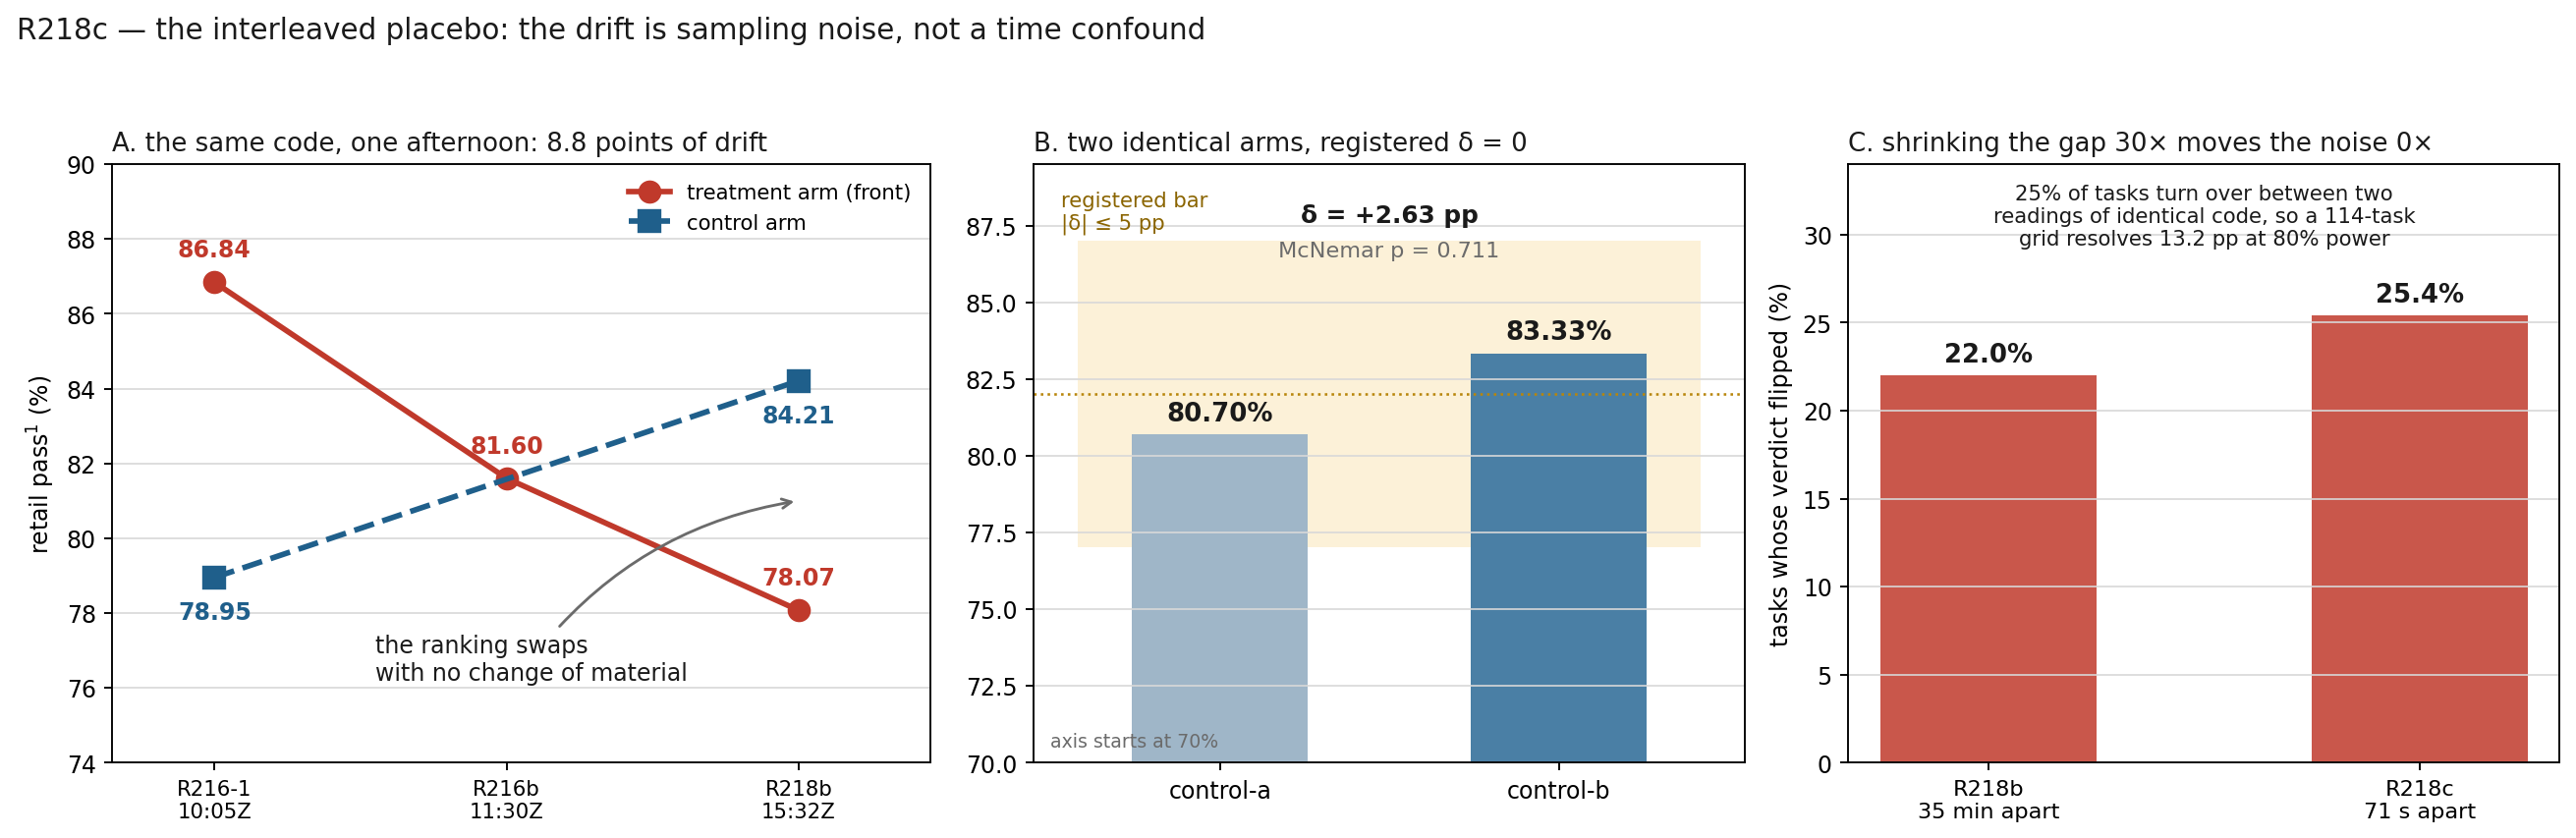 R218c — the interleaved placebo: the drift is sampling noise, not a time confound
A. the same code, one afternoon: 8.8 points of drift
retail pass¹ (%)
90
88
86
84
82
80
78
76
74
treatment arm (front)
control arm
86.84
81.60
84.21
78.07
78.95
the ranking swaps
with no change of material
R216-1
10:05Z
R216b
11:30Z
R218b
15:32Z
B. two identical arms, registered δ = 0
87.5
85.0
82.5
80.0
77.5
75.0
72.5
70.0
registered bar
|δ| ≤ 5 pp
δ = +2.63 pp
McNemar p = 0.711
80.70%
83.33%
axis starts at 70%
control-a
control-b
C. shrinking the gap 30× moves the noise 0×
tasks whose verdict flipped (%)
30
25
20
15
10
5
0
25% of tasks turn over between two
readings of identical code, so a 114-task
grid resolves 13.2 pp at 80% power
22.0%
25.4%
R218b
35 min apart
R218c
71 s apart